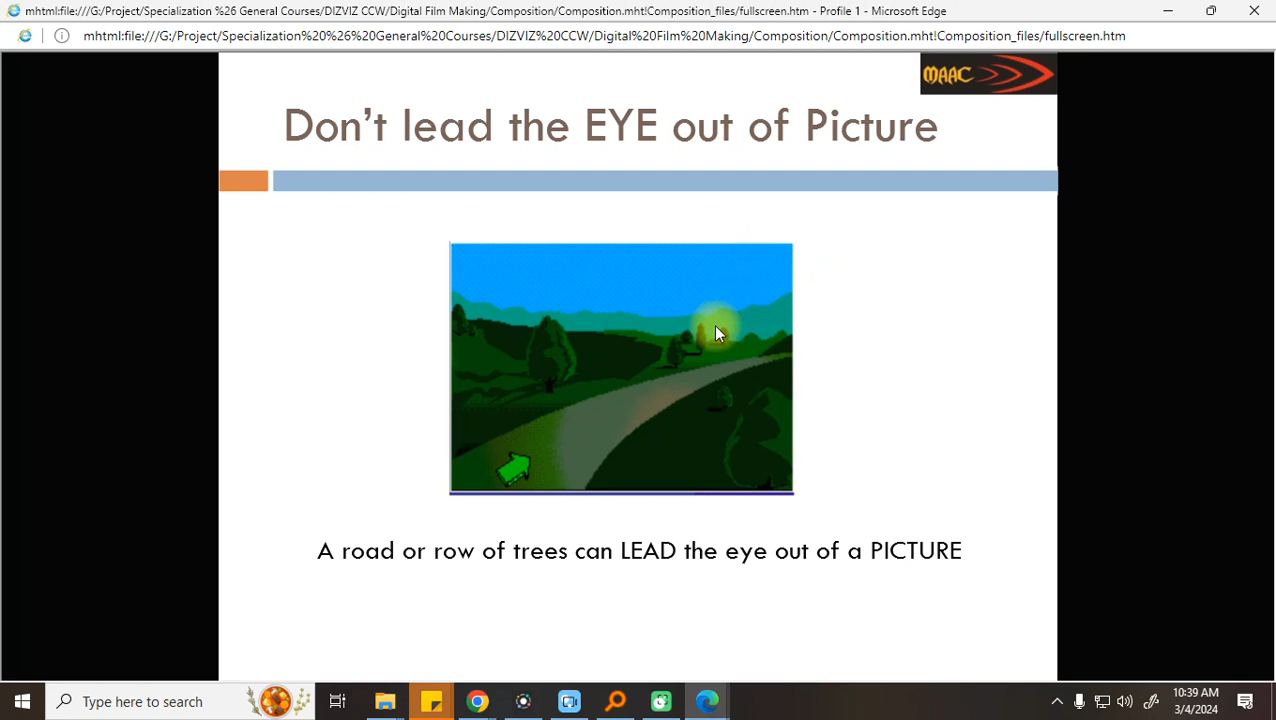 mhtml:file:///G:/Project/Specialization %26 General Courses/DIZVIZ CCW/Digital Film Making/Composition/Composition.mht!Composition_files/fullscreen.htm - Profile 1 - Microsoft Edge
mhtml:file:///G:/Project/Specialization%20%26%20General%20Courses/DIZVIZ%20CCW/Digital%20Film%20Making/Composition/Composition.mht!Composition_files/fullscreen.htm
MAAC
Don't lead the EYE out of Picture
A road or row of trees can LEAD the eye out of a PICTURE
Type here to search
10:39 AM
3/4/2024